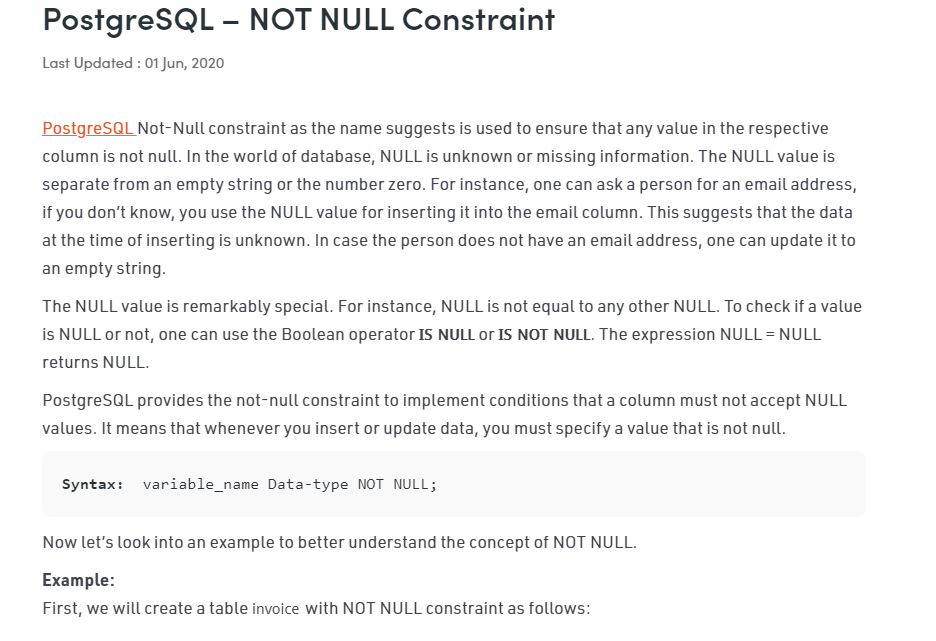 PostgreSQL – NOT NULL Constraint
Last Updated : 01 Jun, 2020
PostgreSQL Not-Null constraint as the name suggests is used to ensure that any value in the respective
column is not null. In the world of database, NULL is unknown or missing information. The NULL value is
separate from an empty string or the number zero. For instance, one can ask a person for an email address,
if you don’t know, you use the NULL value for inserting it into the email column. This suggests that the data
at the time of inserting is unknown. In case the person does not have an email address, one can update it to
an empty string.
The NULL value is remarkably special. For instance, NULL is not equal to any other NULL. To check if a value
is NULL or not, one can use the Boolean operator IS NULL or IS NOT NULL. The expression NULL = NULL
returns NULL.
PostgreSQL provides the not-null constraint to implement conditions that a column must not accept NULL
values. It means that whenever you insert or update data, you must specify a value that is not null.
Syntax:  variable_name Data-type NOT NULL;
Now let’s look into an example to better understand the concept of NOT NULL.
Example:
First, we will create a table invoice with NOT NULL constraint as follows: